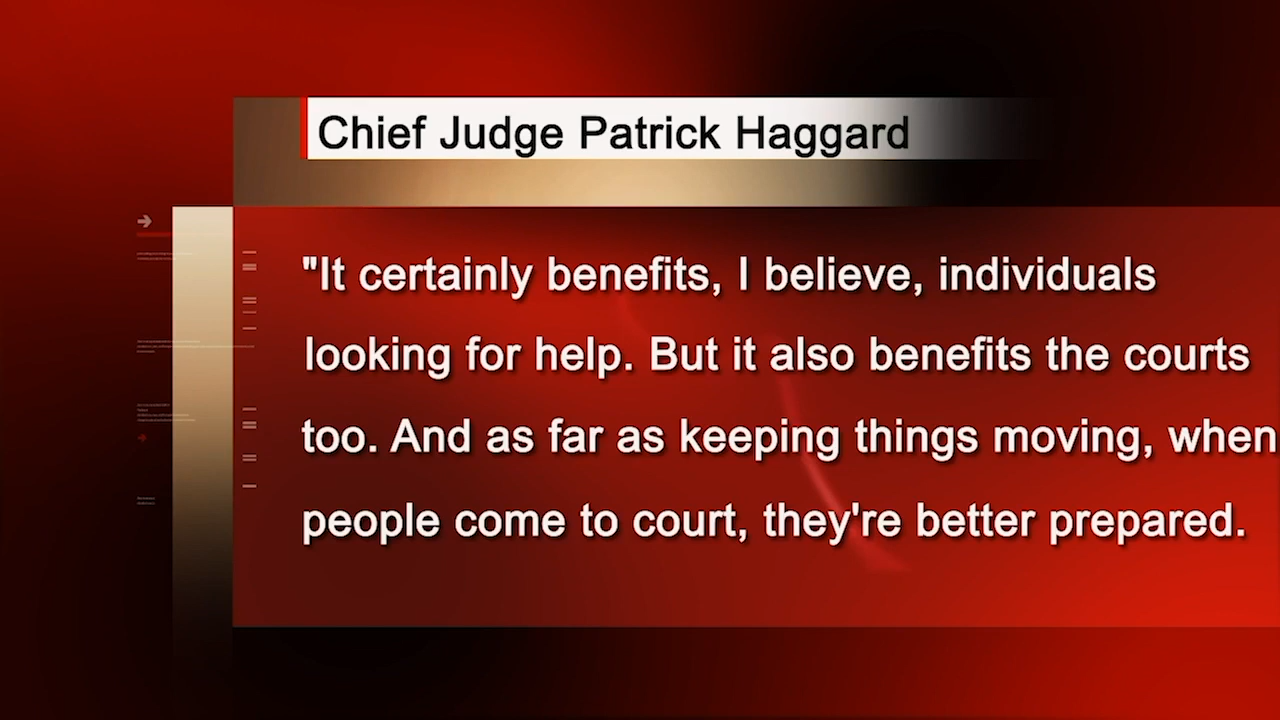 Chief Judge Patrick Haggard
"It certainly benefits, I believe, individuals
looking for help. But it also benefits the courts
too. And as far as keeping things moving, when
people come to court, they're better prepared.